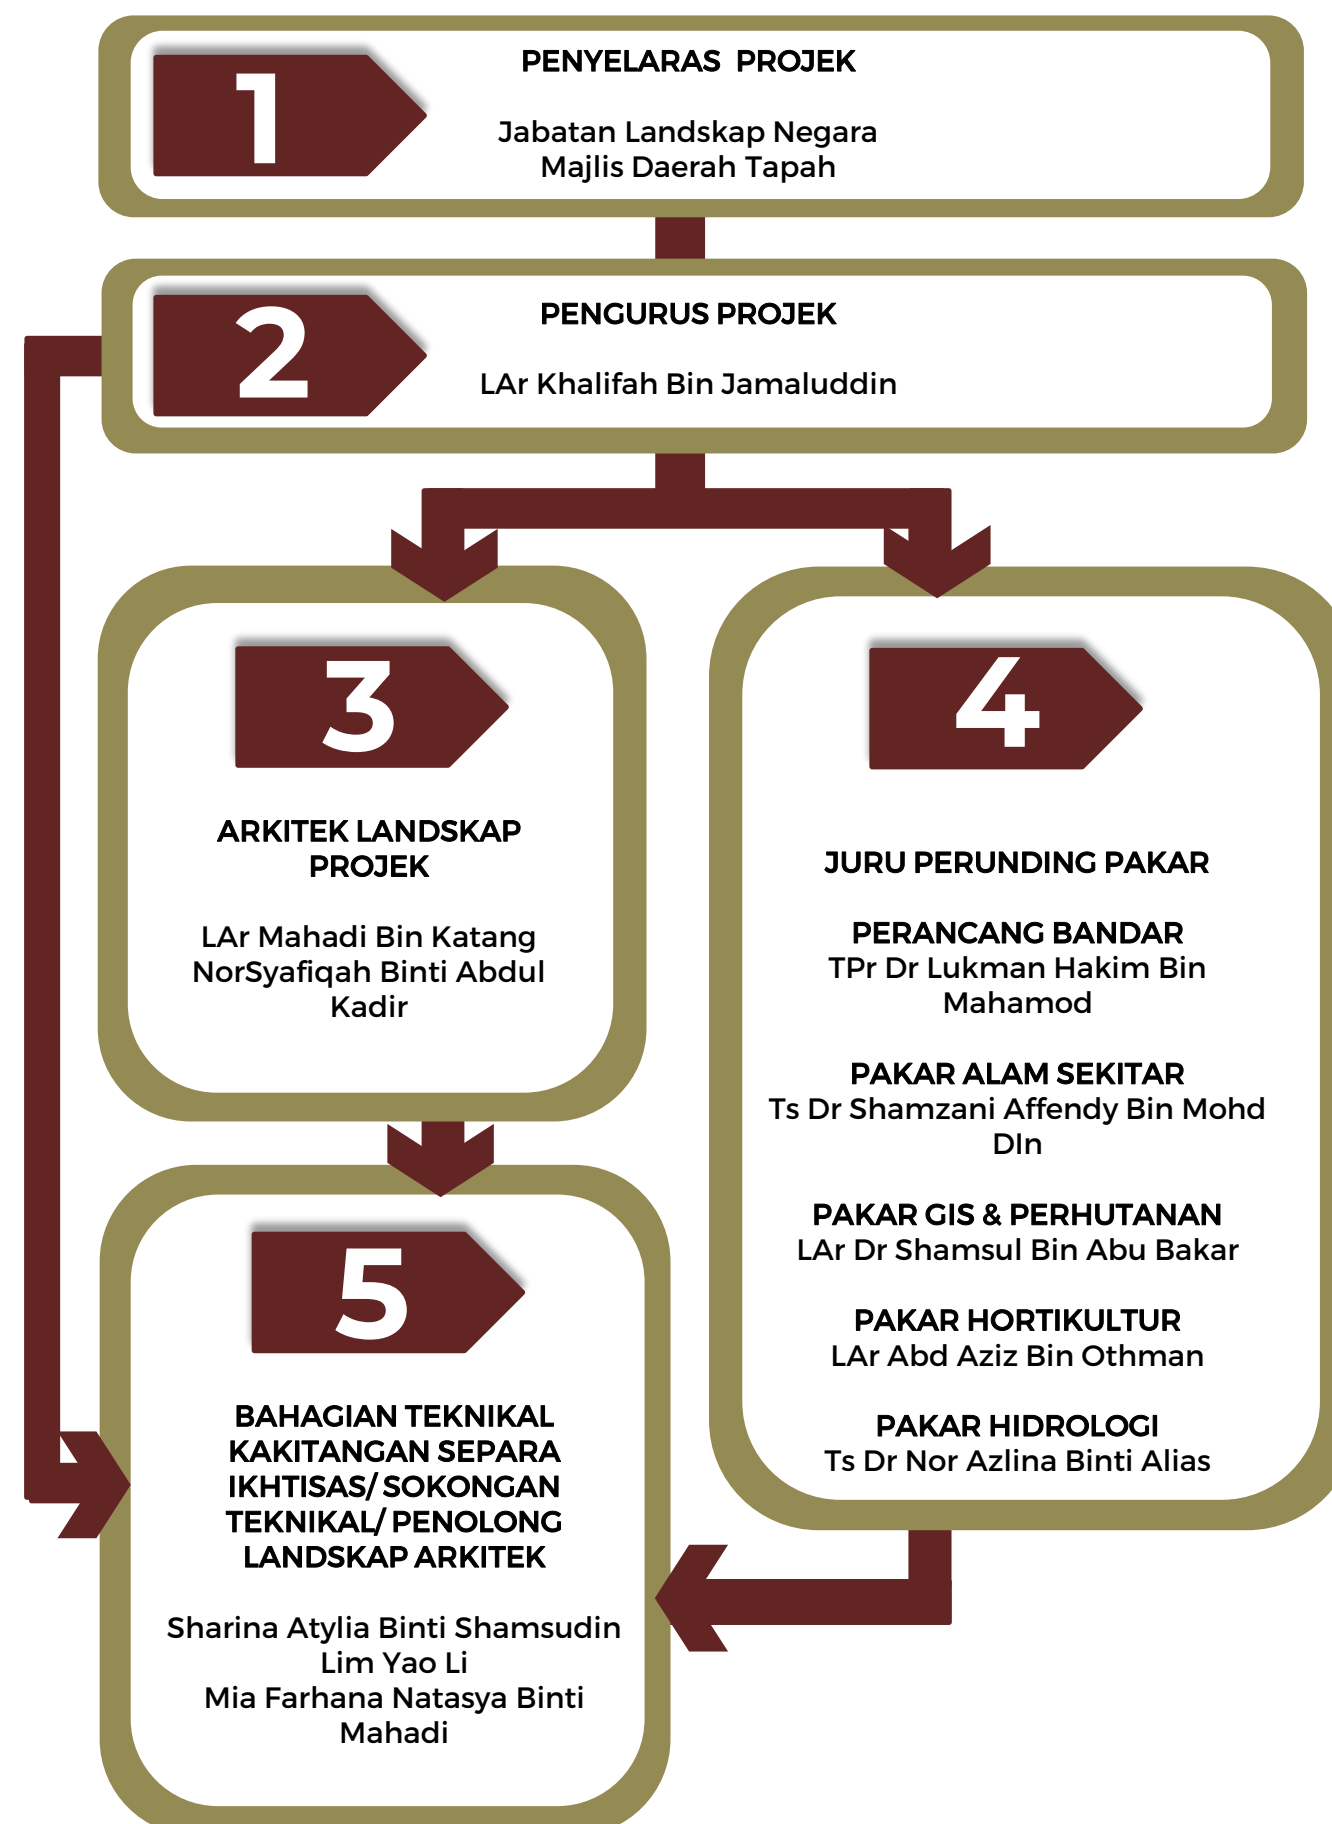 1
PENYELARAS PROJEK
Jabatan Landskap Negara
Majlis Daerah Tapah
2
PENGURUS PROJEK
LAr Khalifah Bin Jamaluddin
3
ARKITEK LANDSKAP
PROJEK
LAr Mahadi Bin Katang
NorSyafiqah Binti Abdul
Kadir
4
JURU PERUNDING PAKAR
PERANCANG BANDAR
TPr Dr Lukman Hakim Bin
Mahamod
PAKAR ALAM SEKITAR
Ts Dr Shamzani Affendy Bin Mohd
DIn
PAKAR GIS & PERHUTANAN
LAr Dr Shamsul Bin Abu Bakar
PAKAR HORTIKULTUR
LAr Abd Aziz Bin Othman
PAKAR HIDROLOGI
Ts Dr Nor Azlina Binti Alias
5
BAHAGIAN TEKNIKAL
KAKITANGAN SEPARA
IKHTISAS/ SOKONGAN
TEKNIKAL/ PENOLONG
LANDSKAP ARKITEK
Sharina Atylia Binti Shamsudin
Lim Yao Li
Mia Farhana Natasya Binti
Mahadi